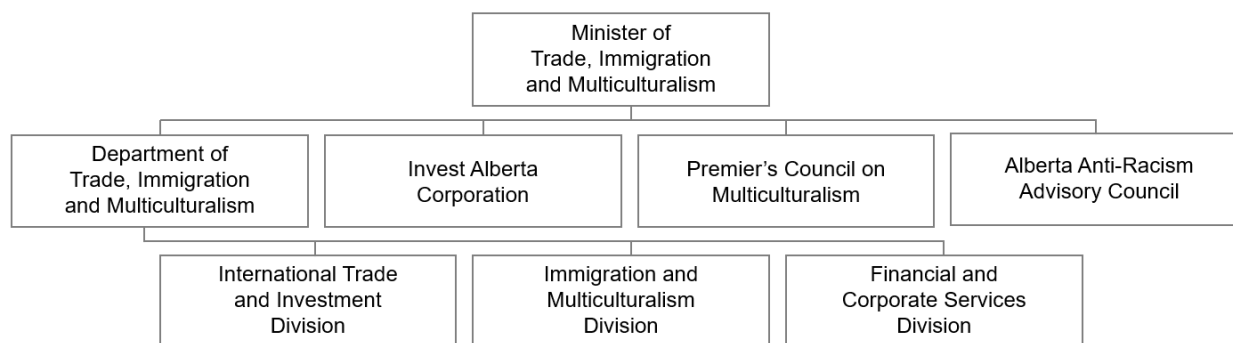 Minister of
Trade, Immigration
and Multiculturalism
Department of
Trade, Immigration
and Multiculturalism
Invest Alberta
Corporation
Premier’s Council on
Multiculturalism
Alberta Anti-Racism
Advisory Council
International Trade
and Investment
Division
Immigration and
Multiculturalism
Division
Financial and
Corporate Services
Division